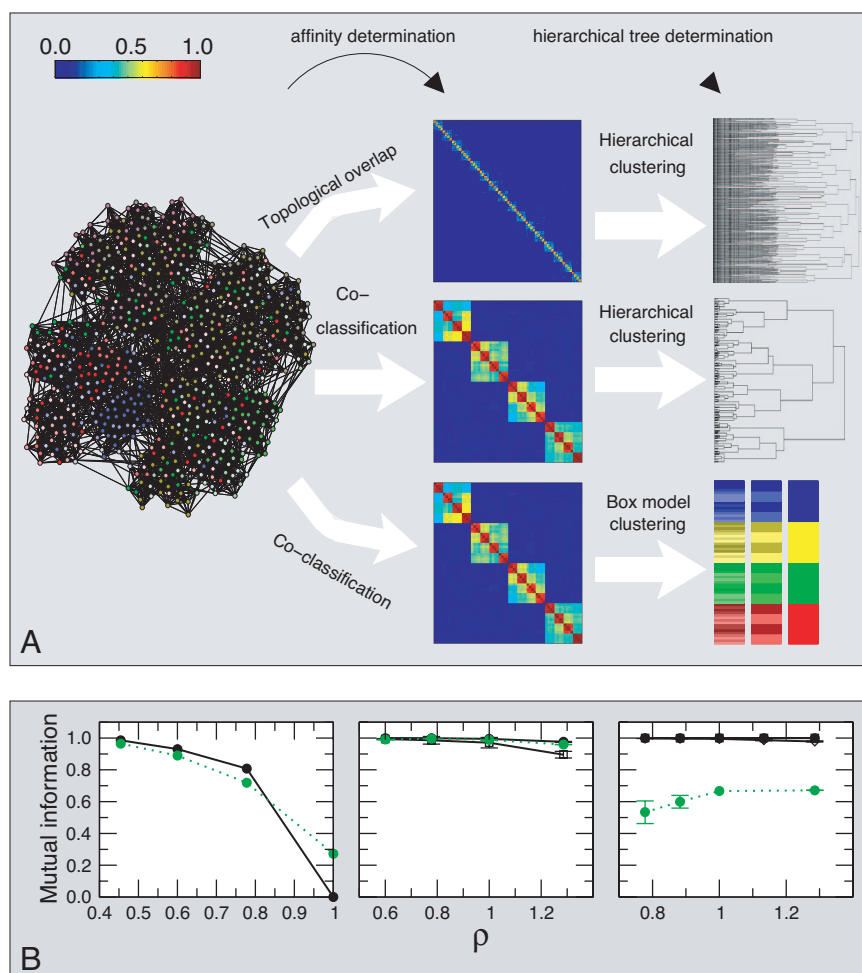 affinity determination
hierarchical tree determination
0.0 0.5 1.0
Topological overlap
Hierarchical
clustering
Co–
classification
Hierarchical
clustering
Co–classification
Box model
clustering
A
Mutual information
1.0
0.8
0.6
0.4
0.2
0.0
0.4 0.5 0.6 0.7 0.8 0.9 1
0.6 0.8 1 1.2
0.8 1 1.2
ρ
B